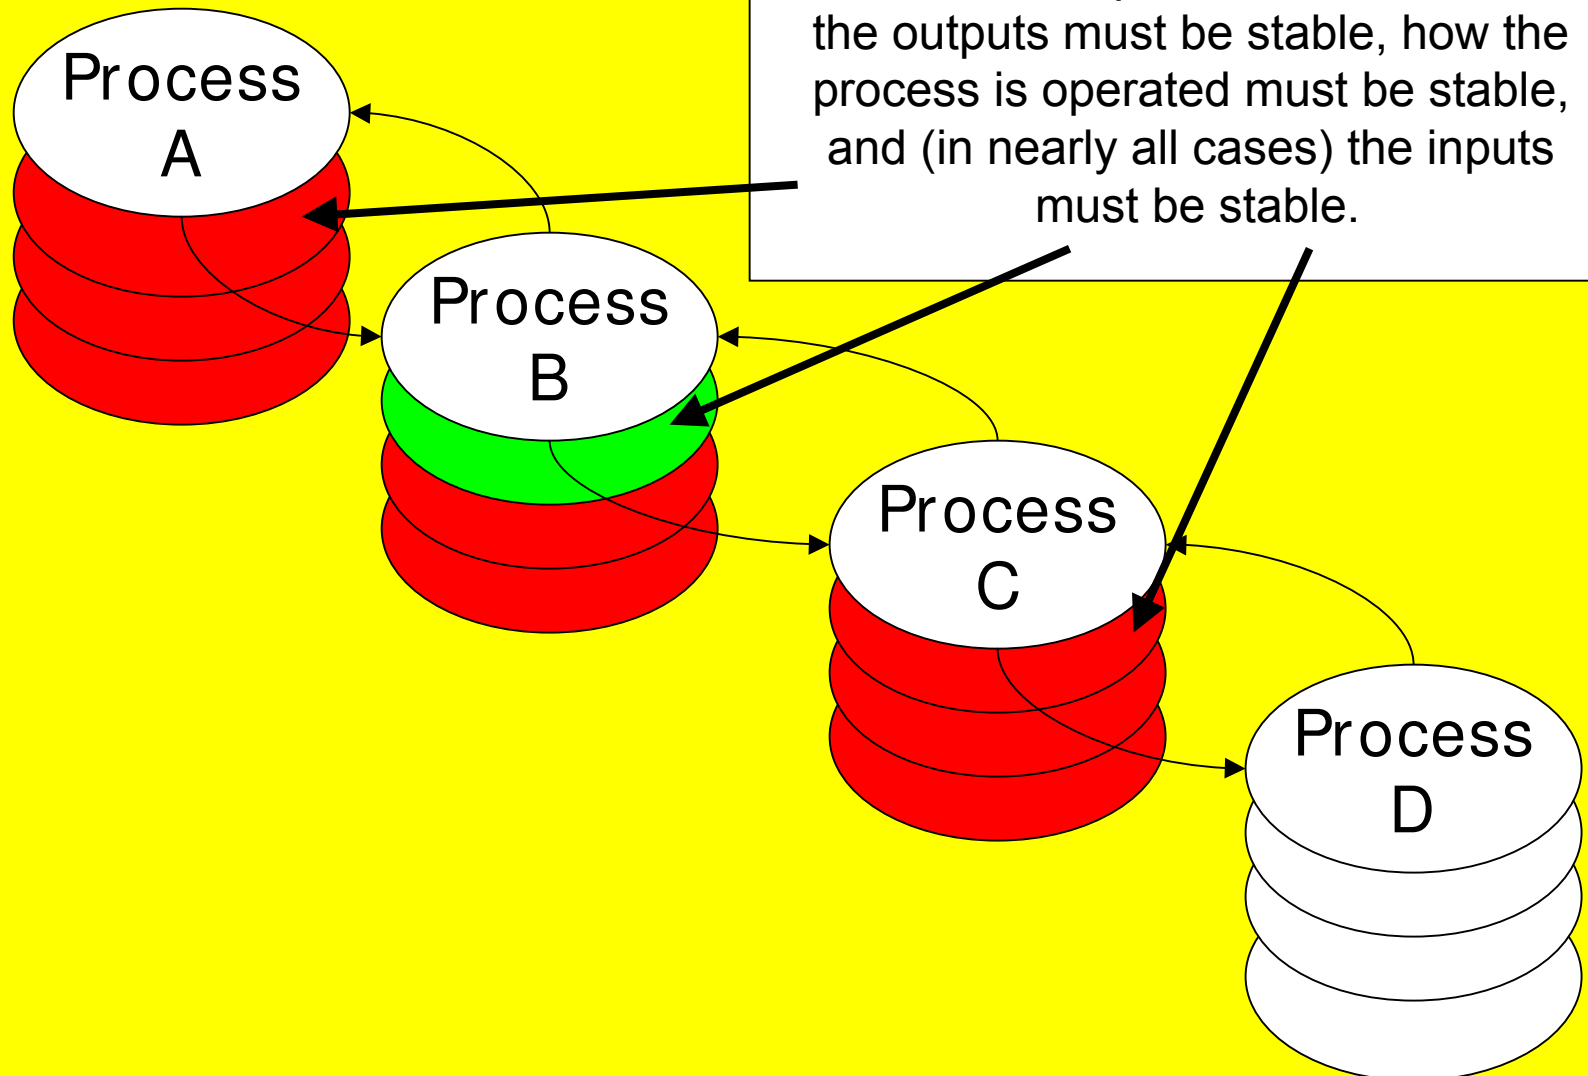 the outputs must be stable, how the
process is operated must be stable,
and (in nearly all cases) the inputs
must be stable.
Process
A
Process
B
Process
C
Process
D